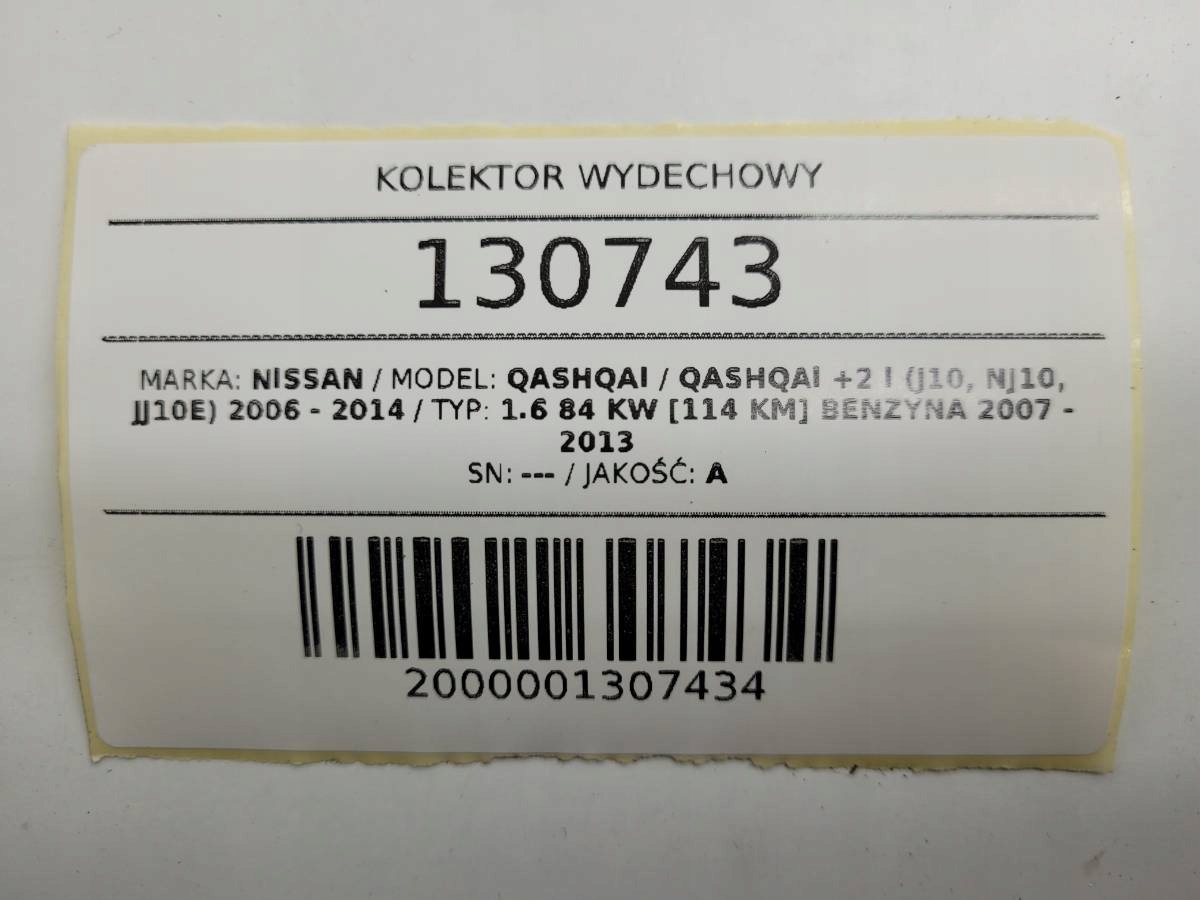 KOLEKTOR WYDECHOWY
130743
MARKA: NISSAN / MODEL: QASHQAI / QASHQAI +2 I (J10, NJ10,
JJ10E) 2006 - 2014 / TYP: 1.6 84 KW [114 KM] BENZYNA 2007 -
2013
SN: --- / JAKOŚĆ: A
2000001307434